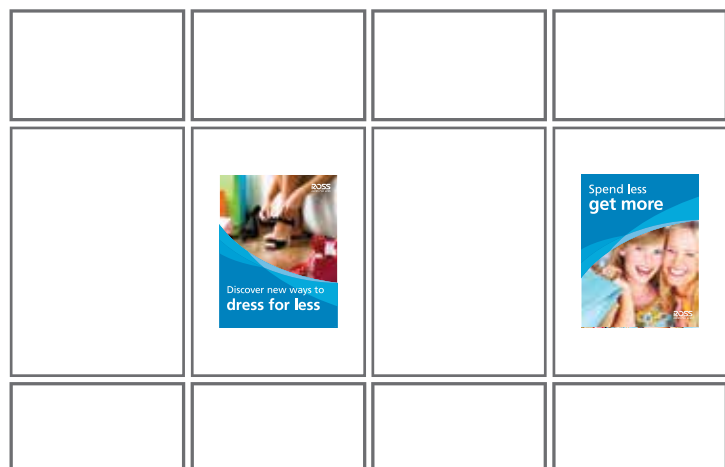 ROSS
Discover new ways to
dress for less
Spend less
get more
ROSS